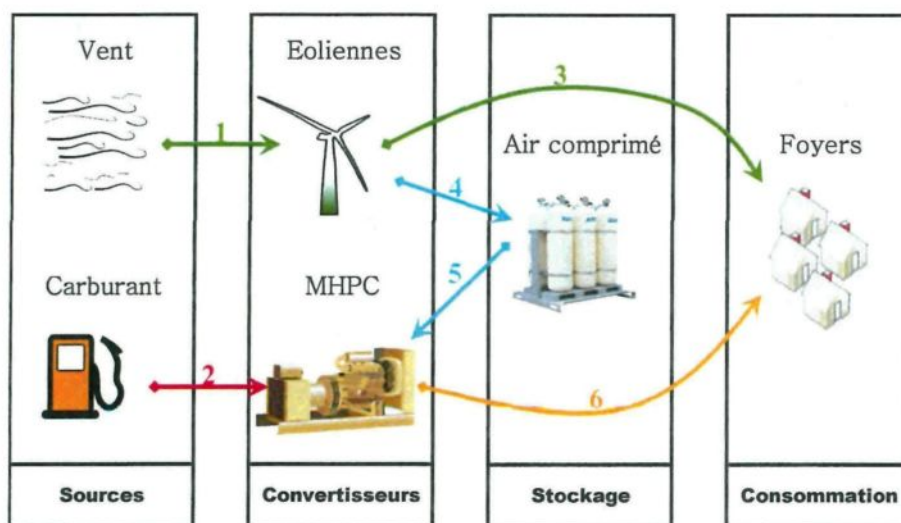 Vent
Eoliennes
3
1
Air comprimé
Foyers
4
5
Carburant
MHPC
2
6
Sources
Convertisseurs
Stockage
Consommation